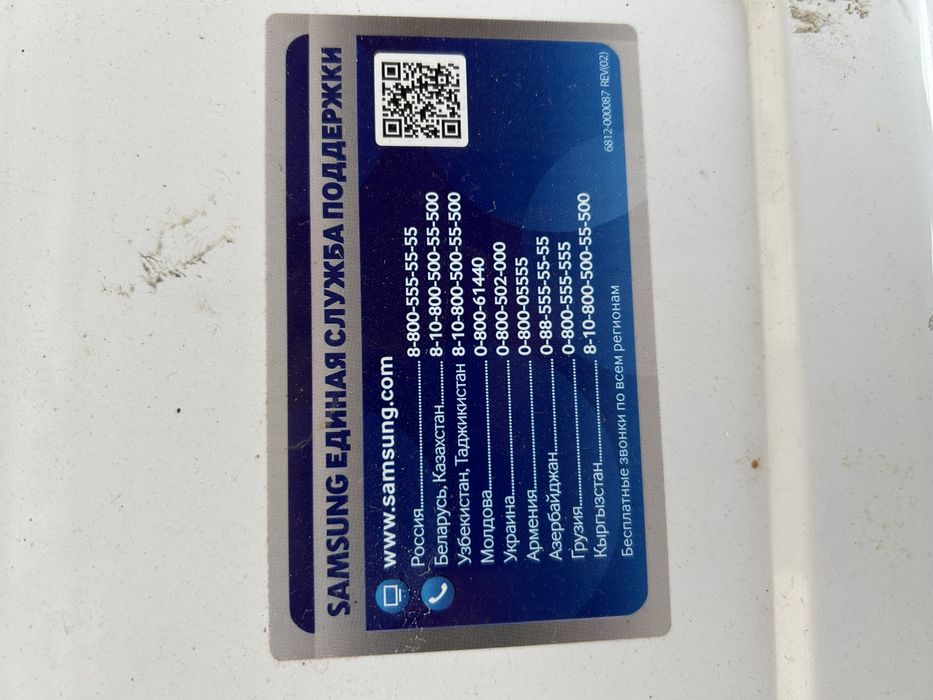 SAMSUNG ЕДИНАЯ СЛУЖБА ПОДДЕРЖКИ
www.samsung.com
Россия 8-800-555-55-55
Беларусь, Казахстан 8-10-800-500-55-500
Узбекистан, Таджикистан 8-10-800-500-55-500
Молдова 0-800-61440
Украина 0-800-502-000
Армения 0-800-05555
Азербайджан 0-88-555-55-55
Грузия 0-800-555-555
Кыргызстан 8-10-800-500-55-500
Бесплатные звонки по всем регионам
6812-000087 REV(02)